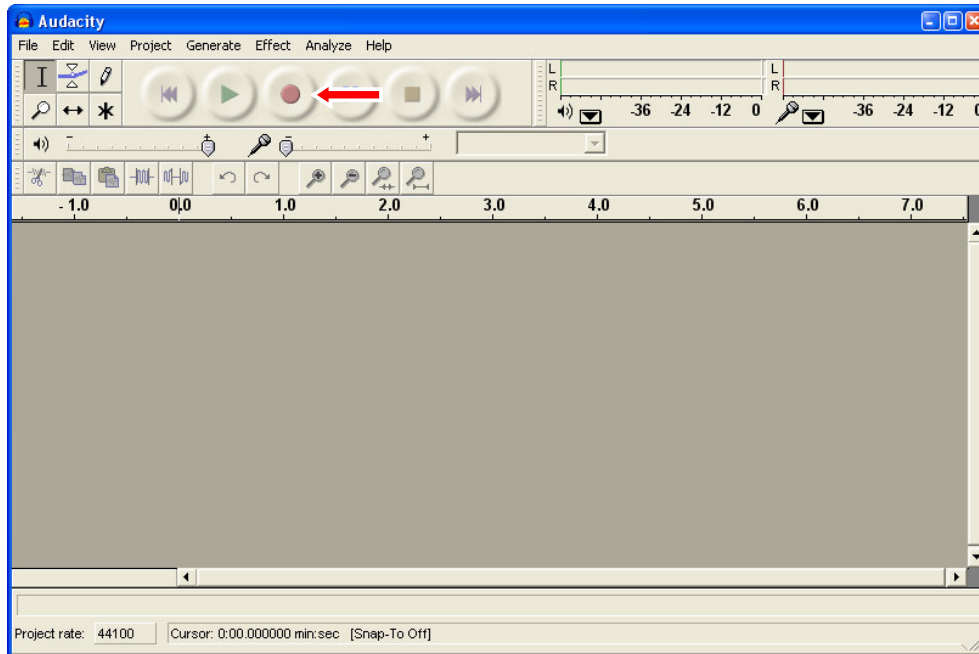 Audacity
File Edit View Project Generate Effect Analyze Help
L L
R R
-36 -24 -12 0 -36 -24 -12 0
- + - +
- 1.0 0.0 1.0 2.0 3.0 4.0 5.0 6.0 7.0
Project rate: 44100 Cursor: 0:00.000000 min:sec [Snap-To Off]